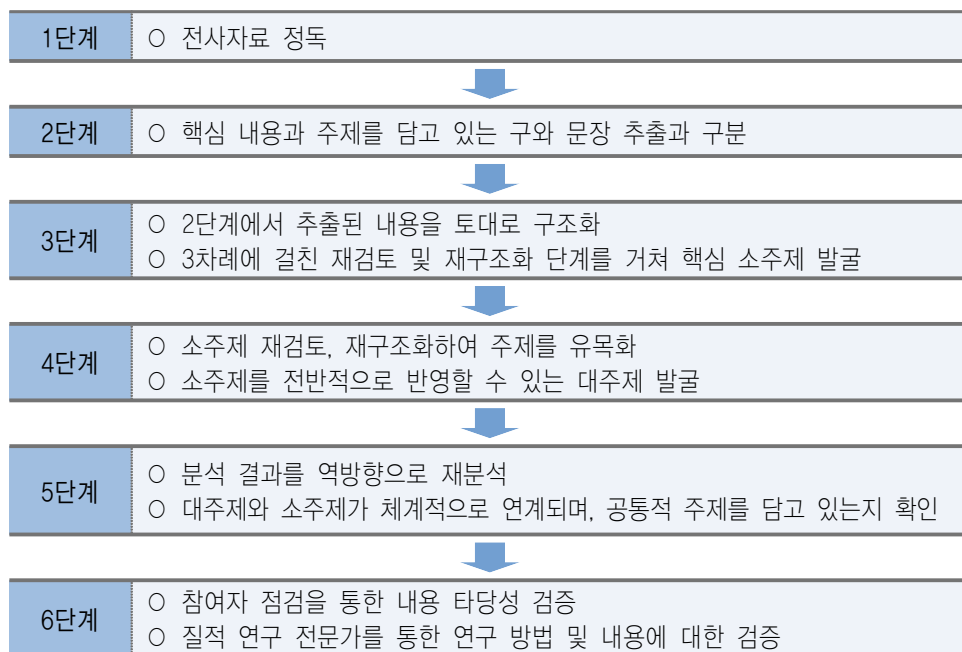 1단계
○ 전사자료 정독
2단계
○ 핵심 내용과 주제를 담고 있는 구와 문장 추출과 구분
3단계
○ 2단계에서 추출된 내용을 토대로 구조화
○ 3차례에 걸친 재검토 및 재구조화 단계를 거쳐 핵심 소주제 발굴
4단계
○ 소주제 재검토, 재구조화하여 주제를 유목화
○ 소주제를 전반적으로 반영할 수 있는 대주제 발굴
5단계
○ 분석 결과를 역방향으로 재분석
○ 대주제와 소주제가 체계적으로 연계되며, 공통적 주제를 담고 있는지 확인
6단계
○ 참여자 점검을 통한 내용 타당성 검증
○ 질적 연구 전문가를 통한 연구 방법 및 내용에 대한 검증